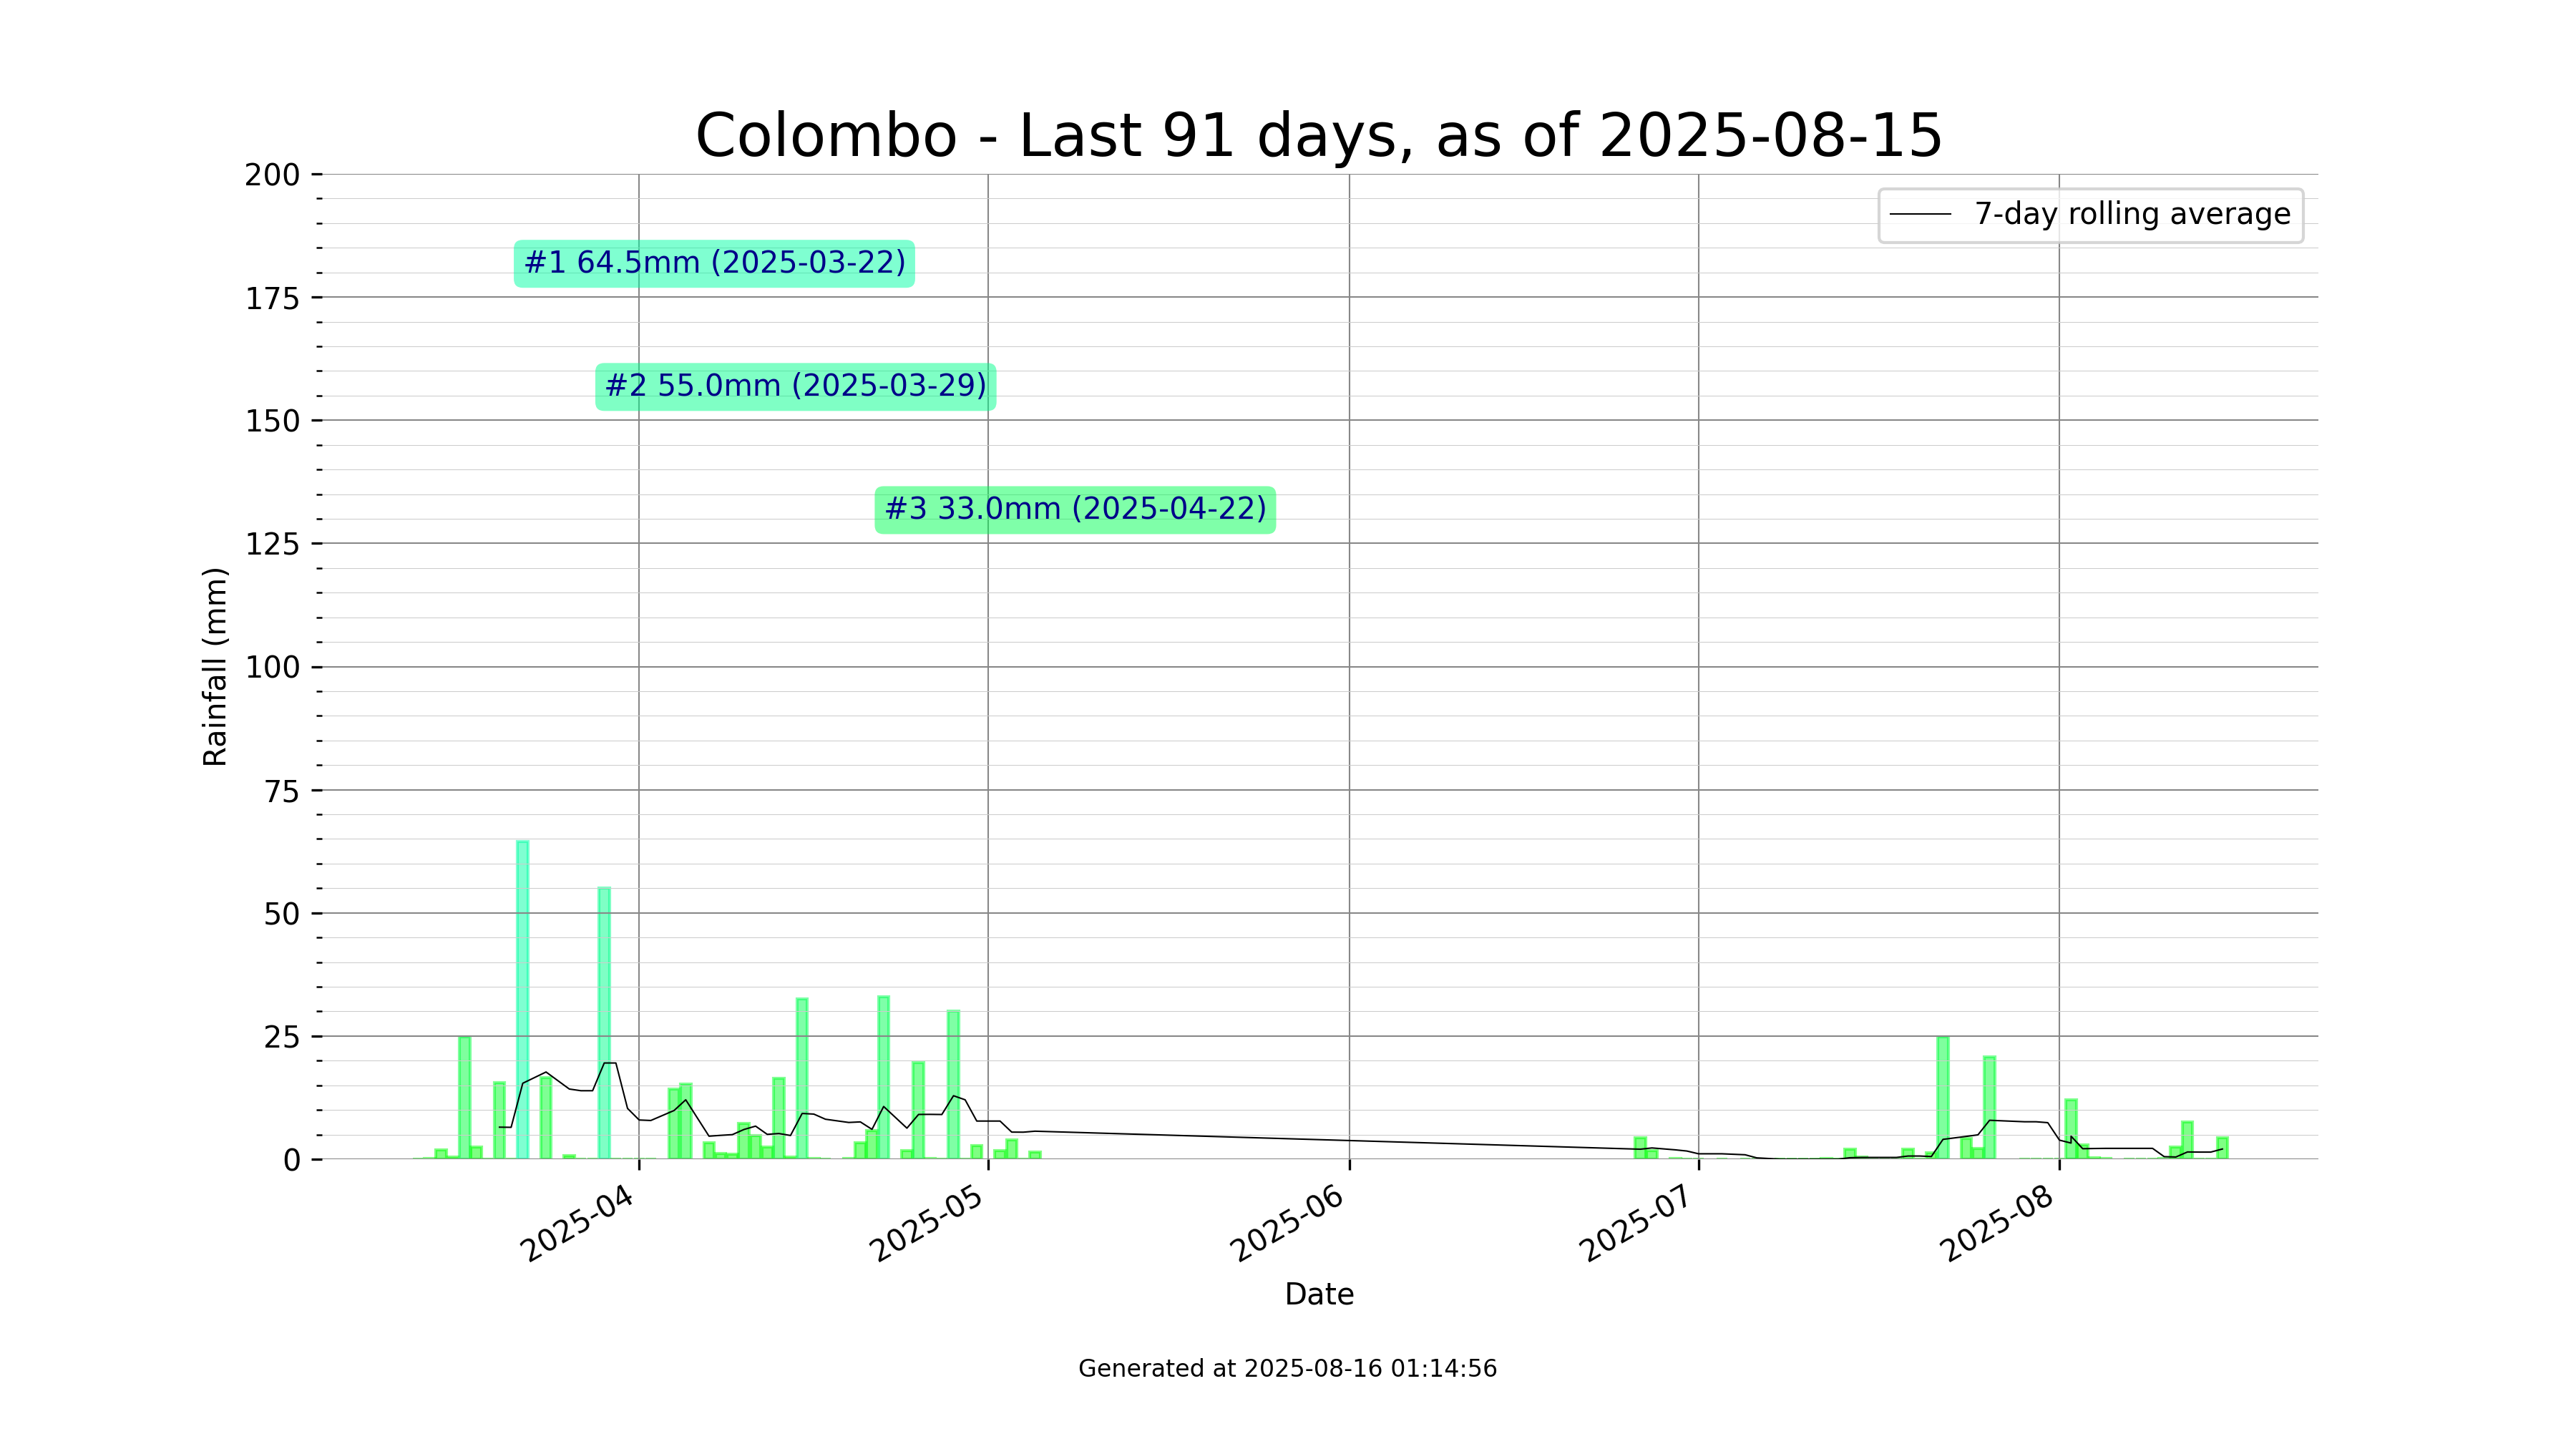 Colombo - Last 91 days, as of 2025-08-15
200
7-day rolling average
#1 64.5mm (2025-03-22)
175
#2 55.0mm (2025-03-29)
150
#3 33.0mm (2025-04-22)
125
Rainfall (mm)
100
75
50
25
0
2025-04
2025-05
2025-06
2025-07
2025-08
Date
Generated at 2025-08-16 01:14:56